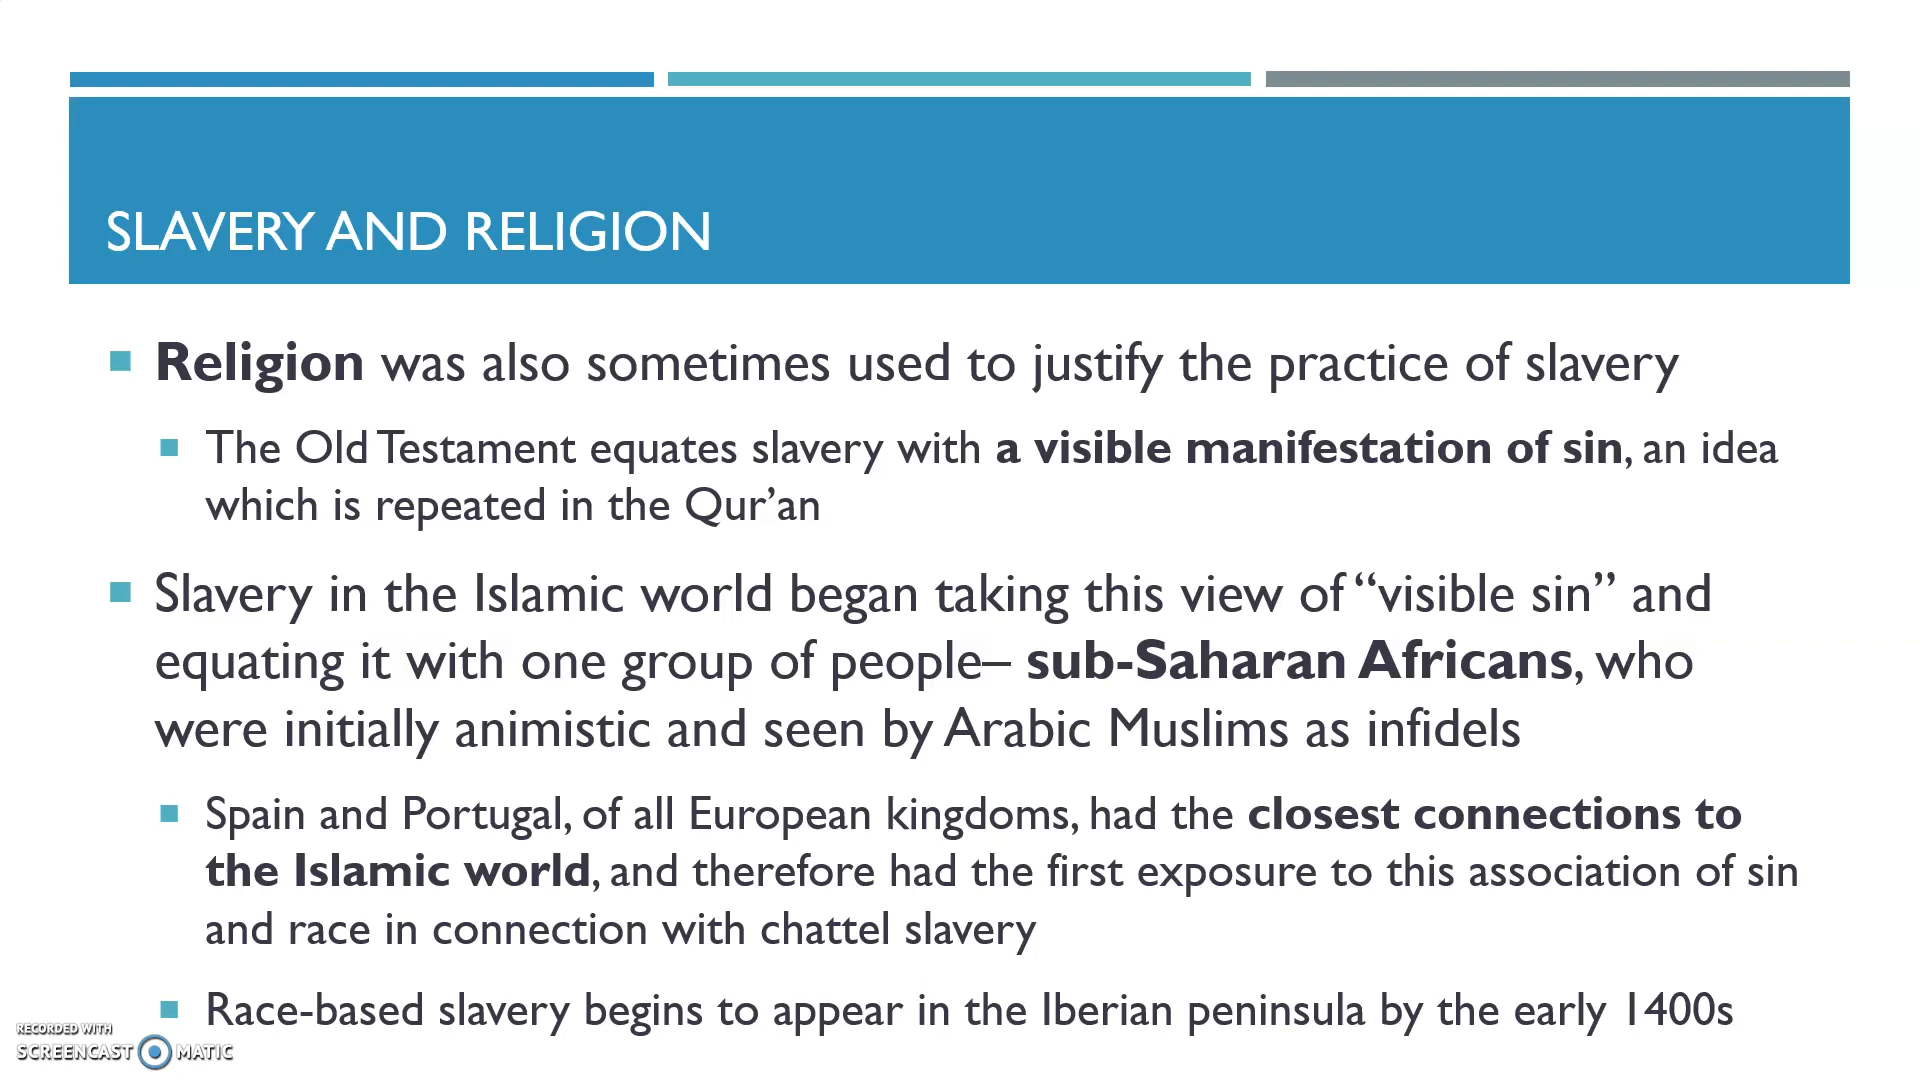 SLAVERY AND RELIGION
Religion was also sometimes used to justify the practice of slavery
The Old Testament equates slavery with a visible manifestation of sin, an idea
which is repeated in the Qur’an
Slavery in the Islamic world began taking this view of “visible sin” and
equating it with one group of people– sub-Saharan Africans, who
were initially animistic and seen by Arabic Muslims as infidels
Spain and Portugal, of all European kingdoms, had the closest connections to
the Islamic world, and therefore had the first exposure to this association of sin
and race in connection with chattel slavery
Race-based slavery begins to appear in the Iberian peninsula by the early 1400s
RECORDED WITH
SCREENCAST MATIC